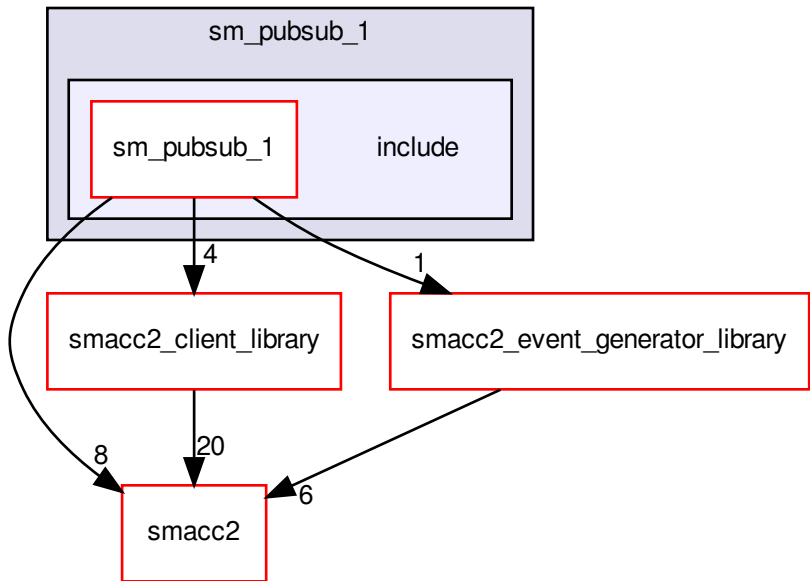 sm_pubsub_1
sm_pubsub_1
include
4
1
smacc2_client_library
smacc2_event_generator_library
8
20
6
smacc2